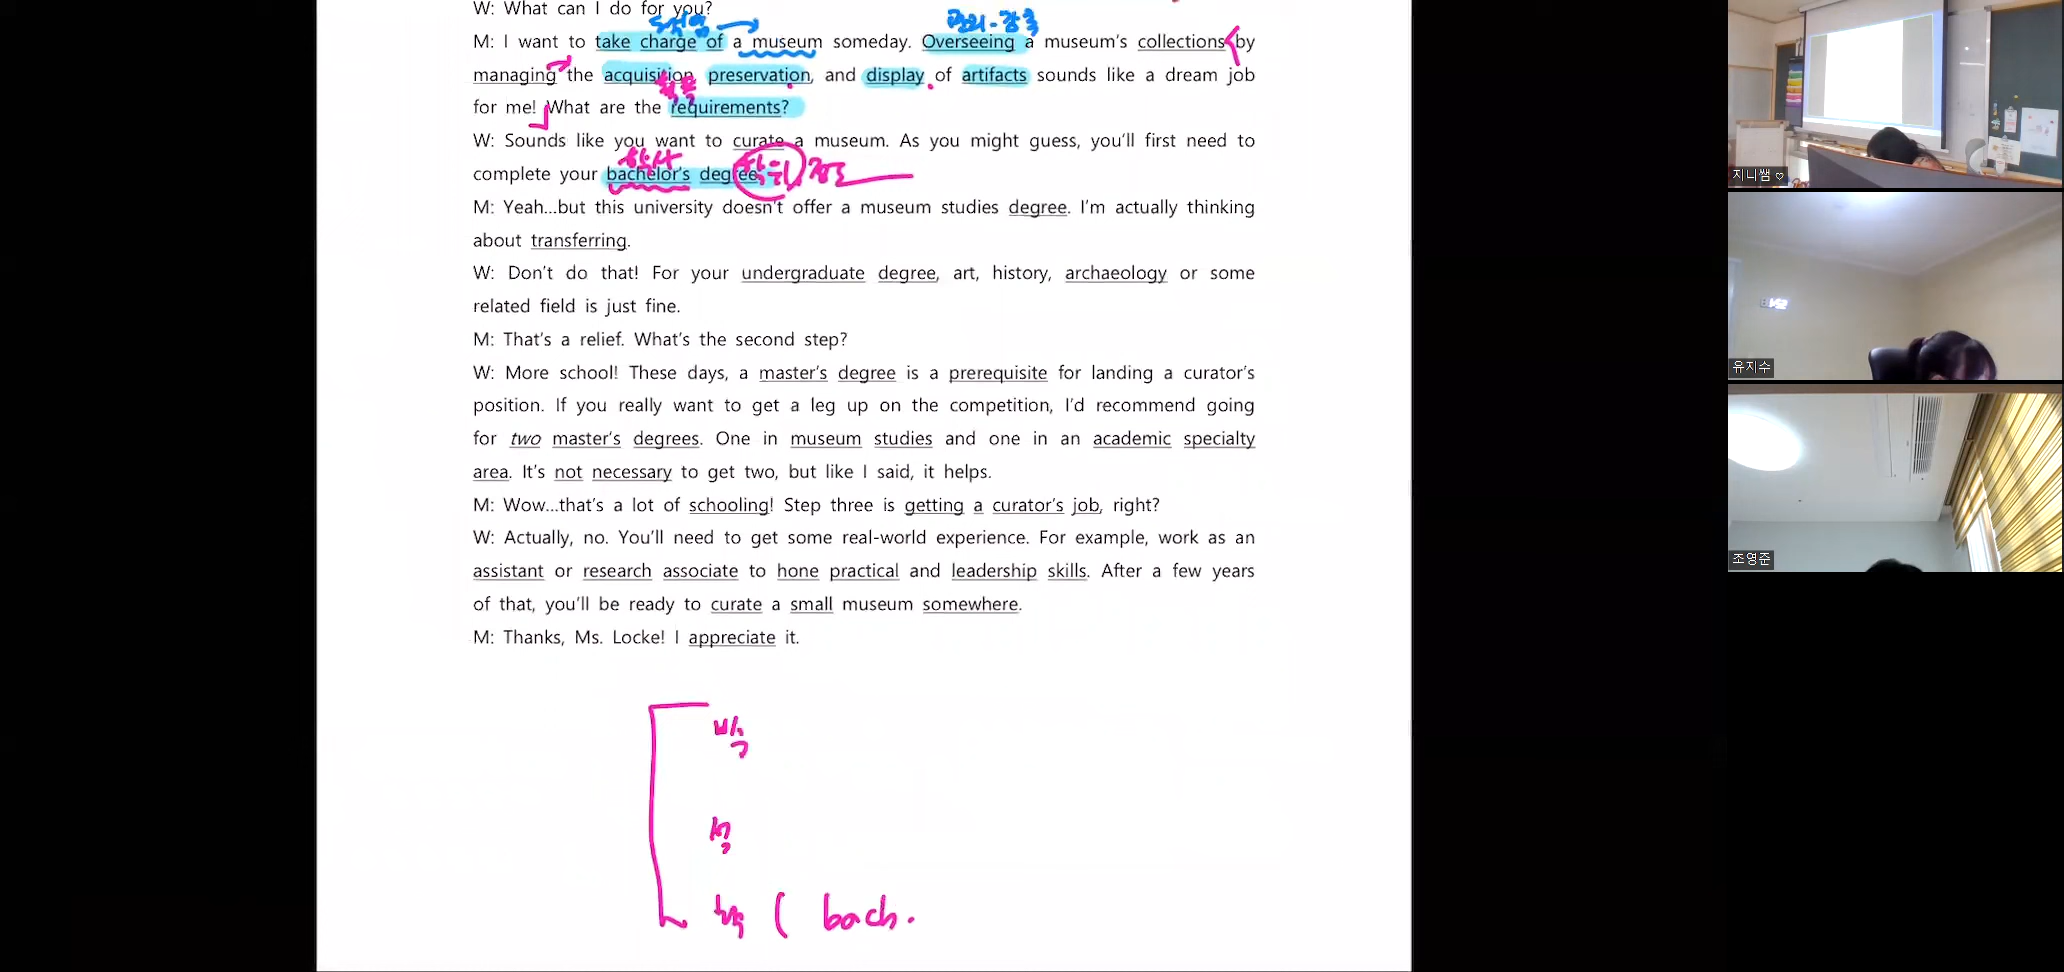 W: What can I do for you?
M: I want to take charge of a museum someday. Overseeing a museum's collections by
managing the acquisition, preservation, and display of artifacts sounds like a dream job
for me! What are the requirements?
W: Sounds like you want to curate a museum. As you might guess, you'll first need to
학사 학위 정도
complete your bachelor's degree.
M: Yeah...but this university doesn't offer a museum studies degree. I'm actually thinking
about transferring.
W: Don't do that! For your undergraduate degree, art, history, archaeology or some
related field is just fine.
M: That's a relief. What's the second step?
W: More school! These days, a master's degree is a prerequisite for landing a curator's
position. If you really want to get a leg up on the competition, I'd recommend going
for two master's degrees. One in museum studies and one in an academic specialty
area. It's not necessary to get two, but like I said, it helps.
M: Wow...that's a lot of schooling! Step three is getting a curator's job, right?
W: Actually, no. You'll need to get some real-world experience. For example, work as an
assistant or research associate to hone practical and leadership skills. After a few years
of that, you'll be ready to curate a small museum somewhere.
M: Thanks, Ms. Locke! I appreciate it.
박
석
학 ( bach.
지니쌤 ♡
유지수
조영준